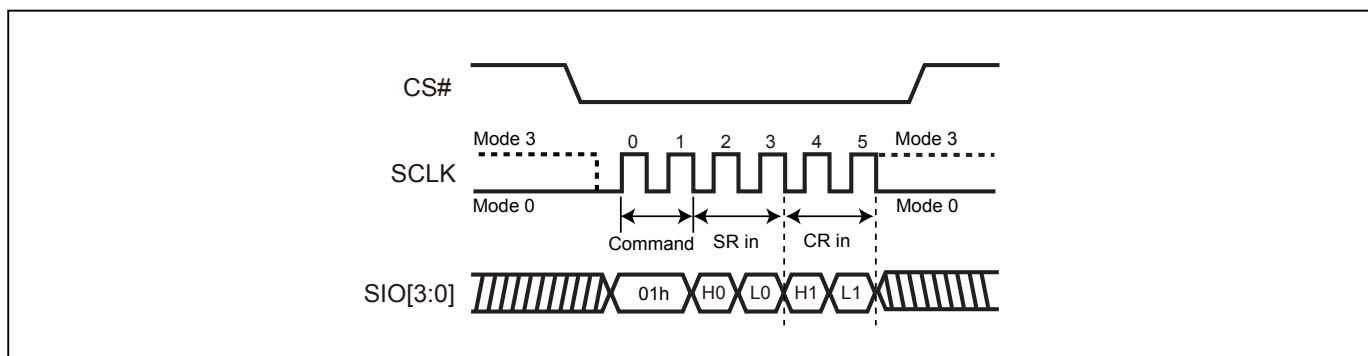 CS#
Mode 3 0 1 2 3 4 5 Mode 3
SCLK
Mode 0 Mode 0
Command SR in CR in
SIO[3:0] 01h H0 L0 H1 L1